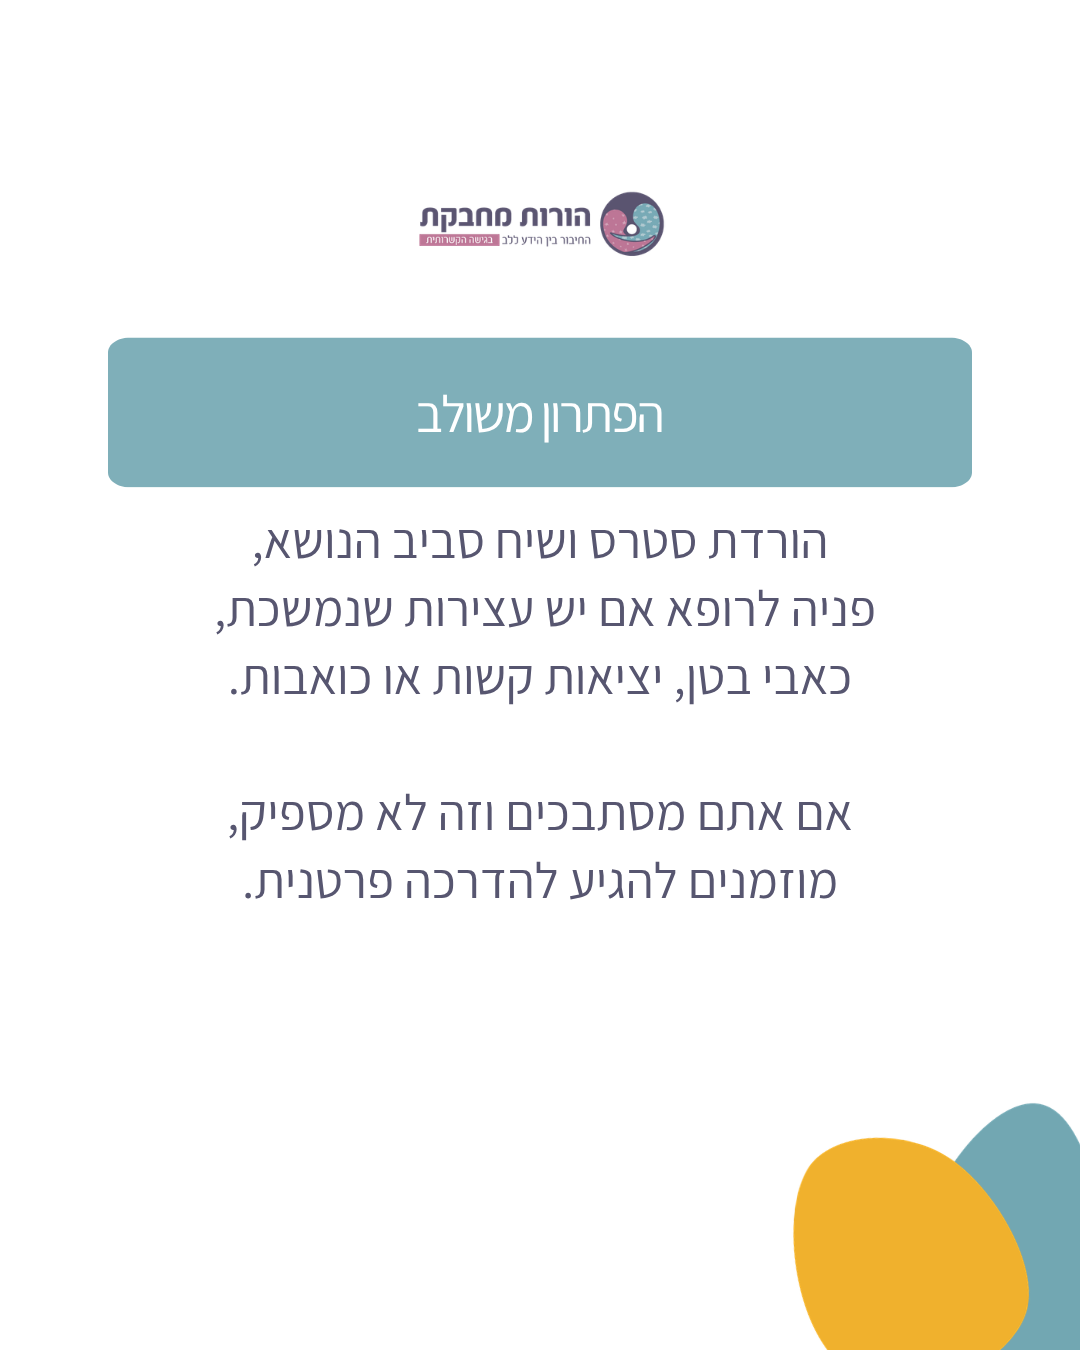 הורות מחבקת
החיבור בין הידע ללב בגישה הקשרותית
הפתרון משולב
הורדת סטרס ושיח סביב הנושא,
פניה לרופא אם יש עצירות שנמשכת,
כאבי בטן, יציאות קשות או כואבות.
אם אתם מסתבכים וזה לא מספיק,
מוזמנים להגיע להדרכה פרטנית.